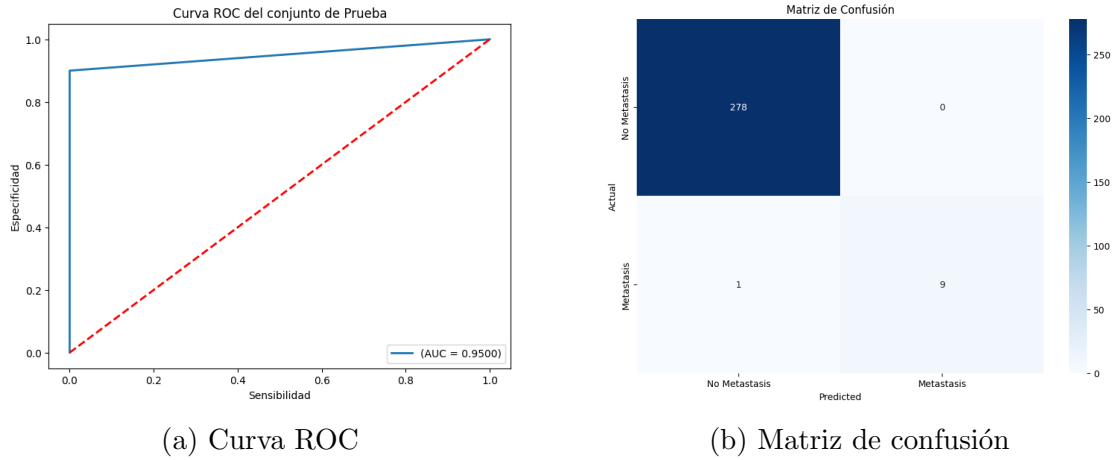 Curva ROC del conjunto de Prueba
1.0
0.8
0.6
0.4
0.2
0.0
Especificidad
0.0 0.2 0.4 0.6 0.8 1.0
Sensibilidad
(AUC = 0.9500)
(a) Curva ROC
Matriz de Confusión
No Metastasis
Metastasis
Actual
278 0
1 9
No Metastasis Metastasis
Predicted
250
200
150
100
50
0
(b) Matriz de confusión